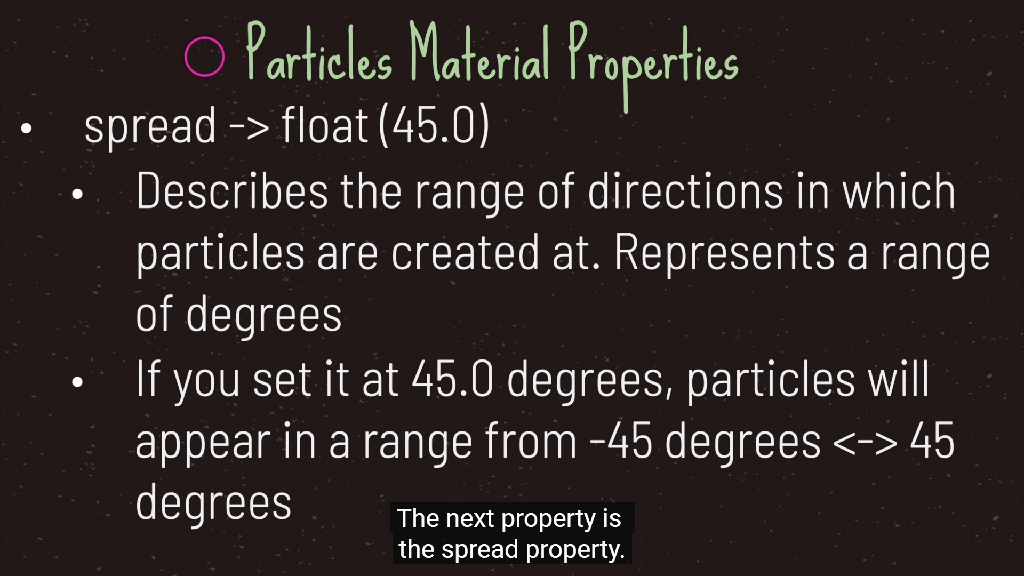 Particles Material Properties
• spread -> float (45.0)
• Describes the range of directions in which
particles are created at. Represents a range
of degrees
• If you set it at 45.0 degrees, particles will
appear in a range from -45 degrees <-> 45
degrees
The next property is
the spread property.